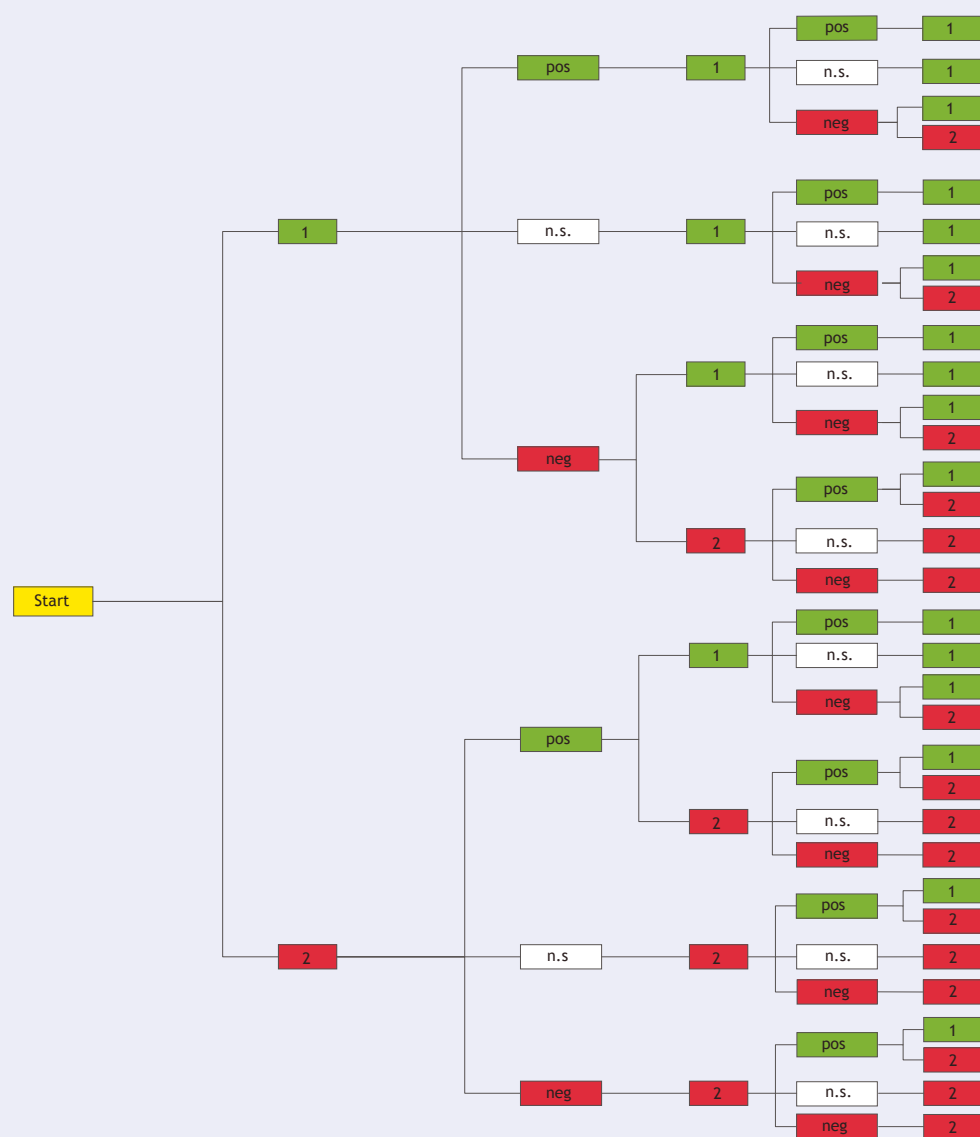 pos 1
pos 1 n.s. 1
neg 1
2
pos 1
1 n.s. 1 n.s. 1
neg 1
2
pos 1
1 n.s. 1
neg 1
2
neg
pos 1
2
2 n.s. 2
neg 2
Start
pos 1
1 n.s. 1
neg 1
2
pos
pos 1
2
2 n.s. 2
neg 2
pos 1
2
2 n.s 2 n.s. 2
neg 2
pos 1
2
neg 2 n.s. 2
neg 2